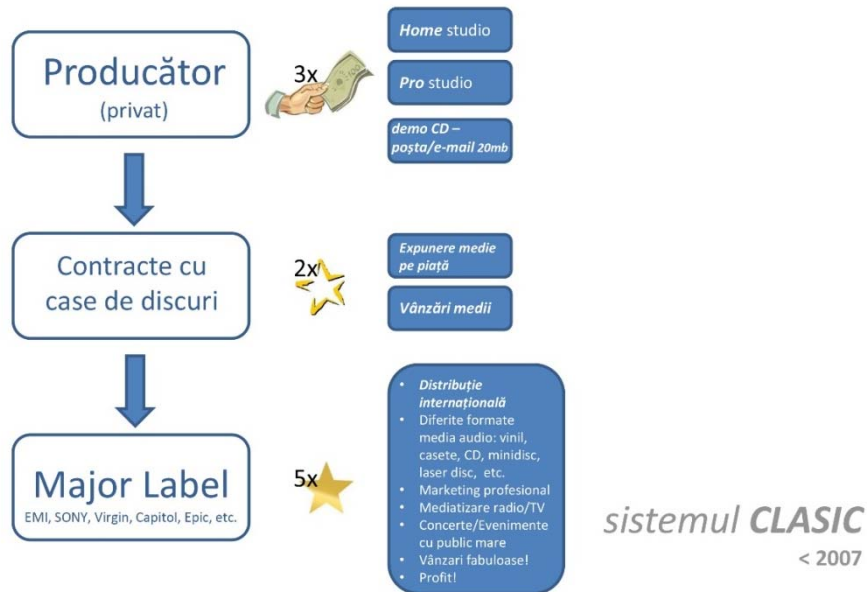 Producător
(privat)
3x
Home studio
Pro studio
demo CD –
poșta/e-mail 20mb
Contracte cu
case de discuri
2x
Expunere medie
pe piață
Vânzări medii
Major Label
EMI, SONY, Virgin, Capitol, Epic, etc.
5x
• Distribuție
internațională
• Diferite formate
media audio: vinil,
casete, CD, minidisc,
laser disc, etc.
• Marketing profesional
• Mediatizare radio/TV
• Concerte/Evenimente
cu public mare
• Vânzari fabuloase!
• Profit!
sistemul CLASIC
< 2007